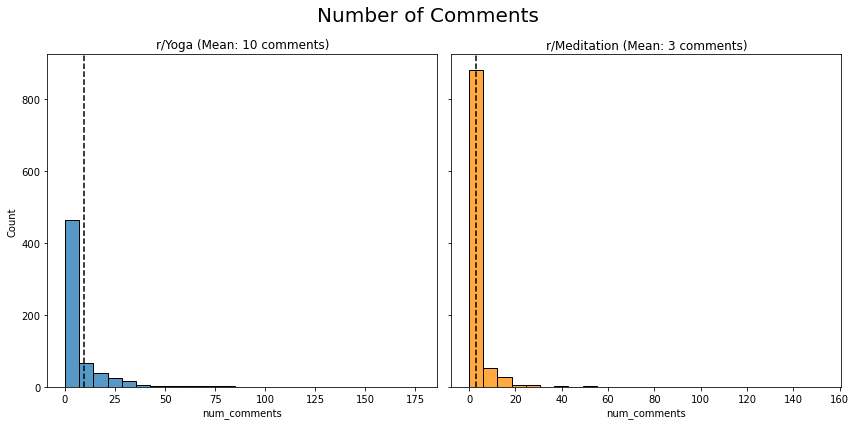 Number of Comments
r/Yoga (Mean: 10 comments)
r/Meditation (Mean: 3 comments)
Count
800
600
400
200
0
0 25 50 75 100 125 150 175
0 20 40 60 80 100 120 140 160
num_comments
num_comments